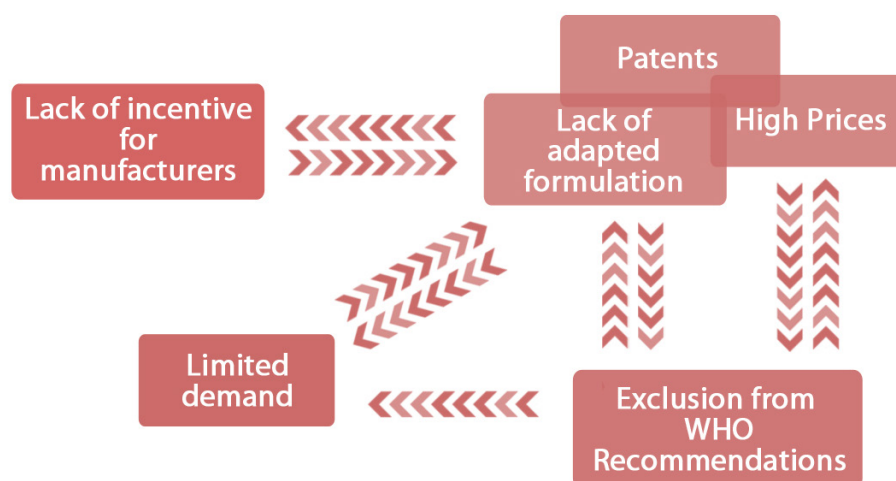 Patents
Lack of incentive
for
manufacturers
Lack of
adapted
formulation
High Prices
Limited
demand
Exclusion from
WHO
Recommendations